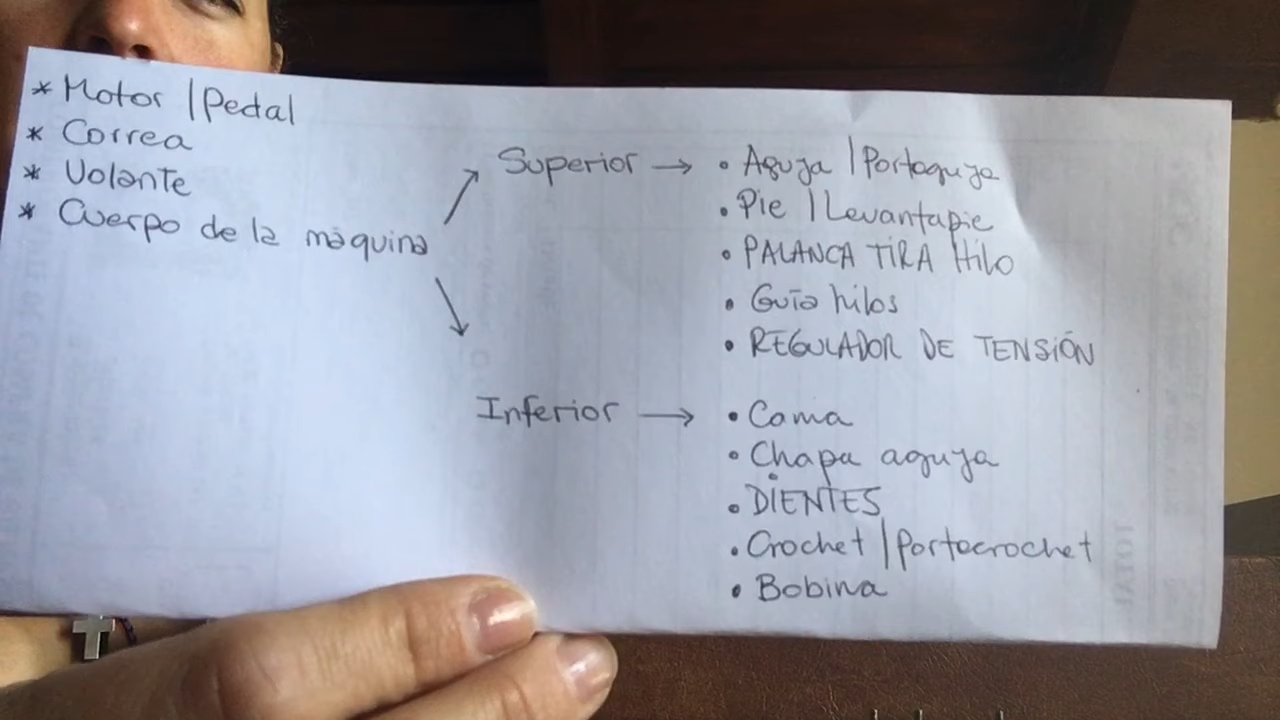 * Motor / Pedal
* Correa
* Volante
* Cuerpo de la máquina
Superior → • Aguja / Portaguja
• Pie / Levantapie
• PALANCA TIRA Hilo
• Guía hilos
• REGULADOR DE TENSIÓN
Inferior → • Cama
• Chapa aguja
• DIENTES
• Crochet / Portacrochet
• Bobina
TOTAL